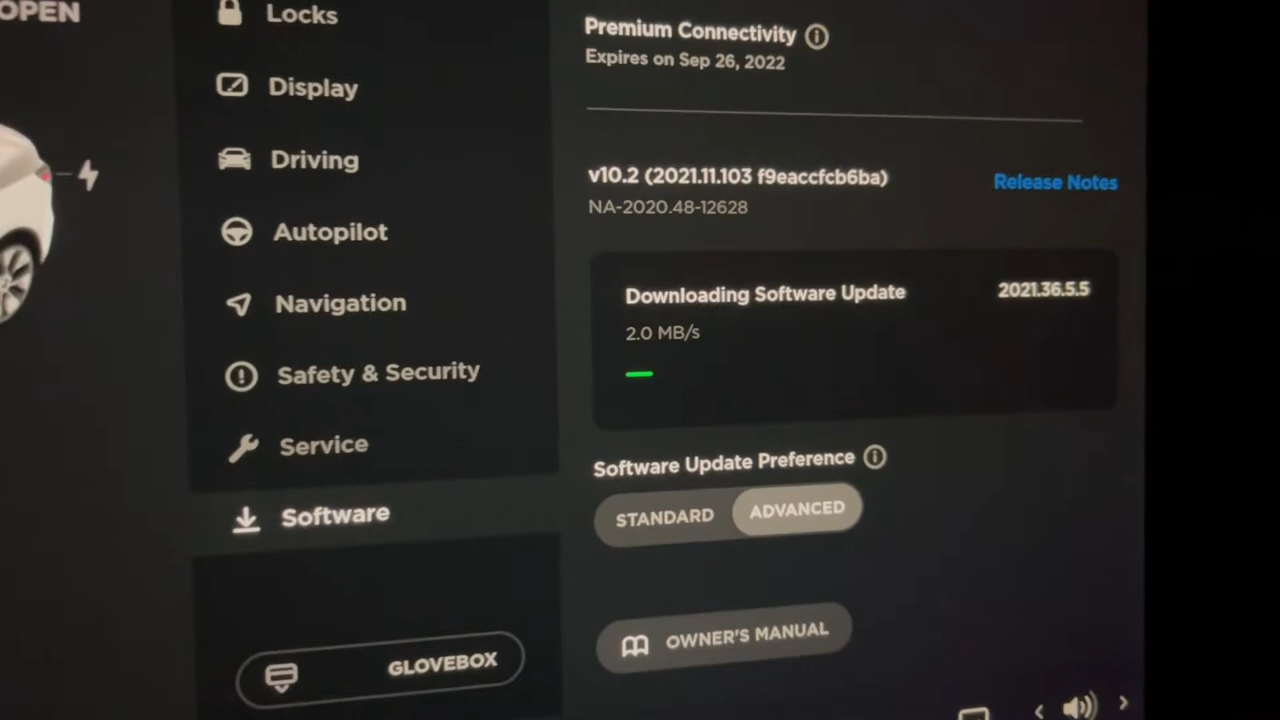 OPEN
Locks
Display
Driving
Autopilot
Navigation
Safety & Security
Service
Software
GLOVEBOX
Premium Connectivity
Expires on Sep 26, 2022
v10.2 (2021.11.103 f9eaccfcb6ba)
Release Notes
NA-2020.48-12628
Downloading Software Update
2021.36.5.5
2.0 MB/s
Software Update Preference
STANDARD
ADVANCED
OWNER'S MANUAL